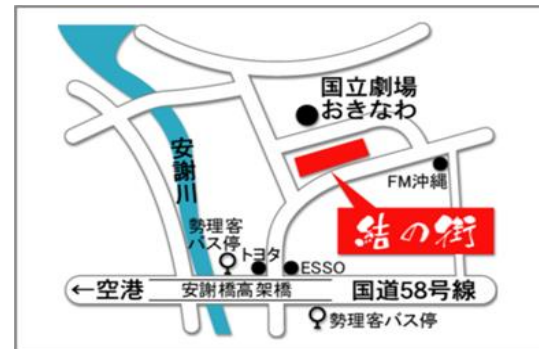 国立劇場
おきなわ
安謝川
FM沖縄
結の街
勢理客
バス停
トヨタ
ESSO
←空港
安謝橋高架橋
国道58号線
勢理客バス停